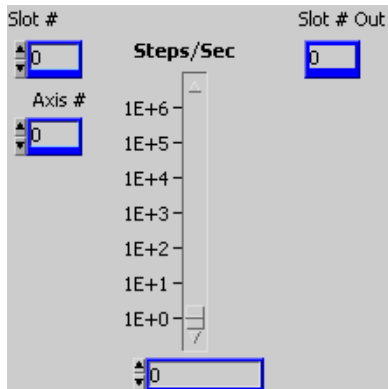 Slot #
Slot # Out
0
Steps/Sec
0
Axis #
0
1E+6
1E+5
1E+4
1E+3
1E+2
1E+1
1E+0
0